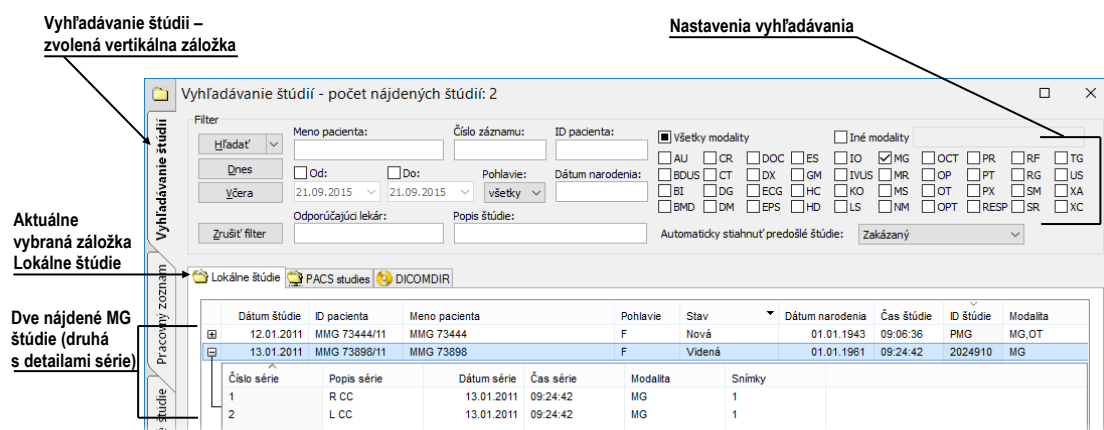 Vyhľadávanie štúdii –
zvolená vertikálna záložka
Nastavenia vyhľadávania
Vyhľadávanie štúdií - počet nájdených štúdií: 2
Vyhľadávanie štúdií
Pracovný zoznam
štúdie
Filter
Hľadať
Dnes
Včera
Zrušiť filter
Meno pacienta: Číslo záznamu: ID pacienta:
Od: Do: Pohlavie: Dátum narodenia:
21.09.2015 21.09.2015 všetky
Odporúčajúci lekár: Popis štúdie:
Všetky modality Iné modality
AU CR DOC ES IO MG OCT PR RF TG
BDUS CT DX GM IVUS MR OP PT RG US
BI DG ECG HC KO MS OT PX SM XA
BMD DM EPS HD LS NM OPT RESP SR XC
Automaticky stiahnuť predošlé štúdie: Zakázaný
Aktuálne
vybraná záložka
Lokálne štúdie
Lokálne štúdie PACS studies DICOMDIR
Dve nájdené MG
štúdie (druhá
s detailami série)
Dátum štúdie ID pacienta Meno pacienta Pohlavie Stav Dátum narodenia Čas štúdie ID štúdie Modalita
12.01.2011 MMG 73444/11 MMG 73444 F Nová 01.01.1943 09:06:36 PMG MG,OT
13.01.2011 MMG 73898/11 MMG 73898 F Videná 01.01.1961 09:24:42 2024910 MG
Číslo série Popis série Dátum série Čas série Modalita Snímky
1 R CC 13.01.2011 09:24:42 MG 1
2 L CC 13.01.2011 09:24:42 MG 1